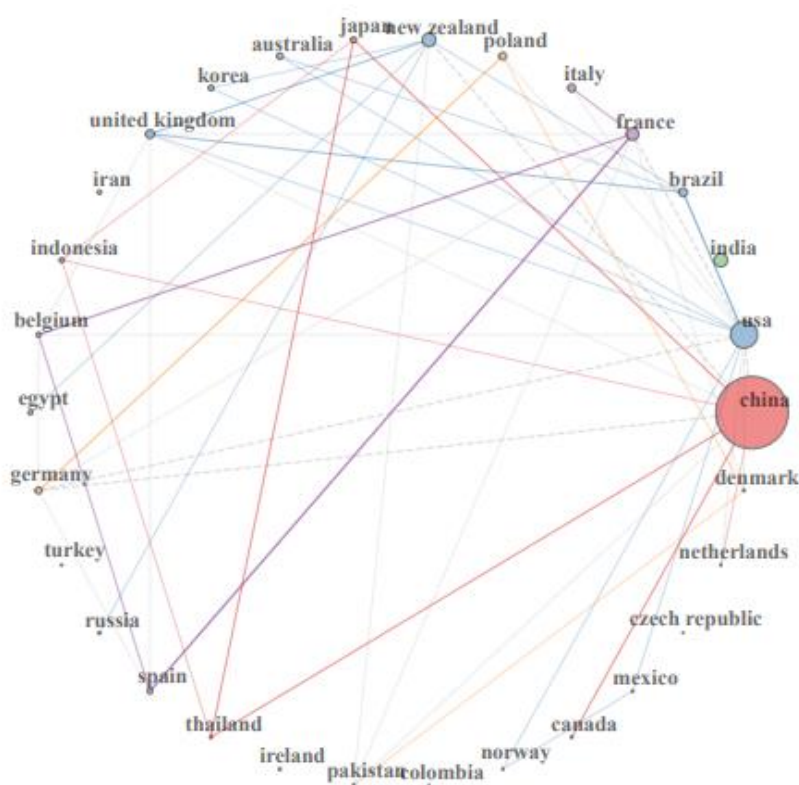 japan
new zealand
poland
australia
korea
italy
united kingdom
france
iran
brazil
indonesia
india
belgium
usa
egypt
china
germany
denmark
turkey
netherlands
russia
czech republic
spain
mexico
thailand
canada
ireland
norway
pakistan
colombia